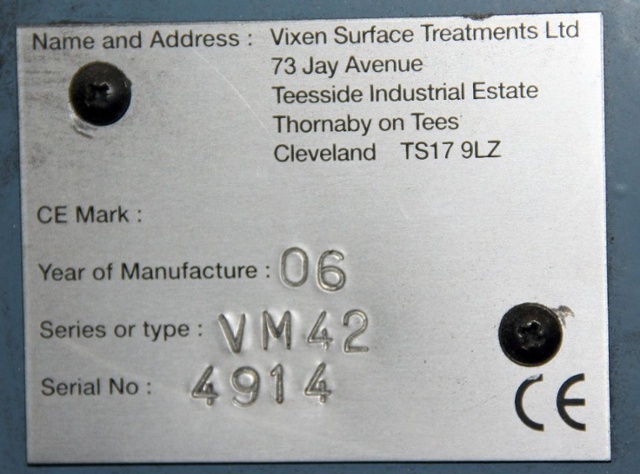 Name and Address : Vixen Surface Treatments Ltd
73 Jay Avenue
Teesside Industrial Estate
Thornaby on Tees
Cleveland TS17 9LZ
CE Mark :
Year of Manufacture : 06
Series or type : VM42
Serial No : 4914
CE